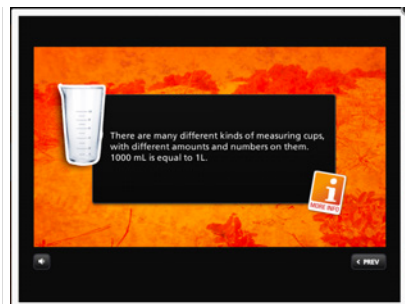 There are many different kinds of measuring cups,
with different amounts and numbers on them.
1000 mL is equal to 1L.
i
MORE INFO
< PREV